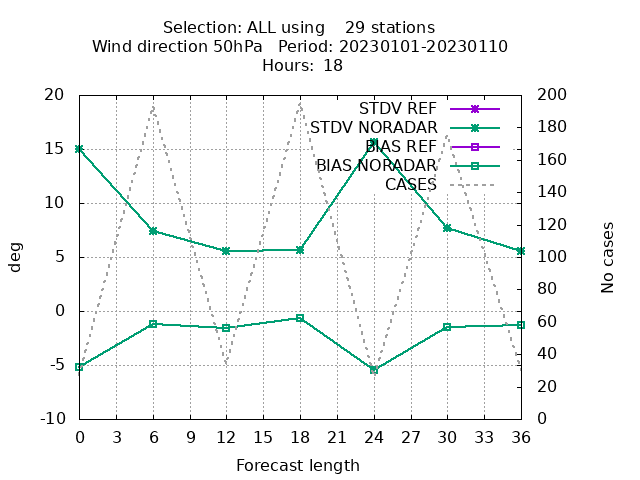 Selection: ALL using    29 stations
Wind direction 50hPa   Period: 20230101-20230110
Hours: 18
STDV REF
STDV NORADAR
BIAS REF
BIAS NORADAR
CASES
20
15
10
5
0
-5
-10
deg
200
180
160
140
120
100
80
60
40
20
0
No cases
0 3 6 9 12 15 18 21 24 27 30 33 36
Forecast length